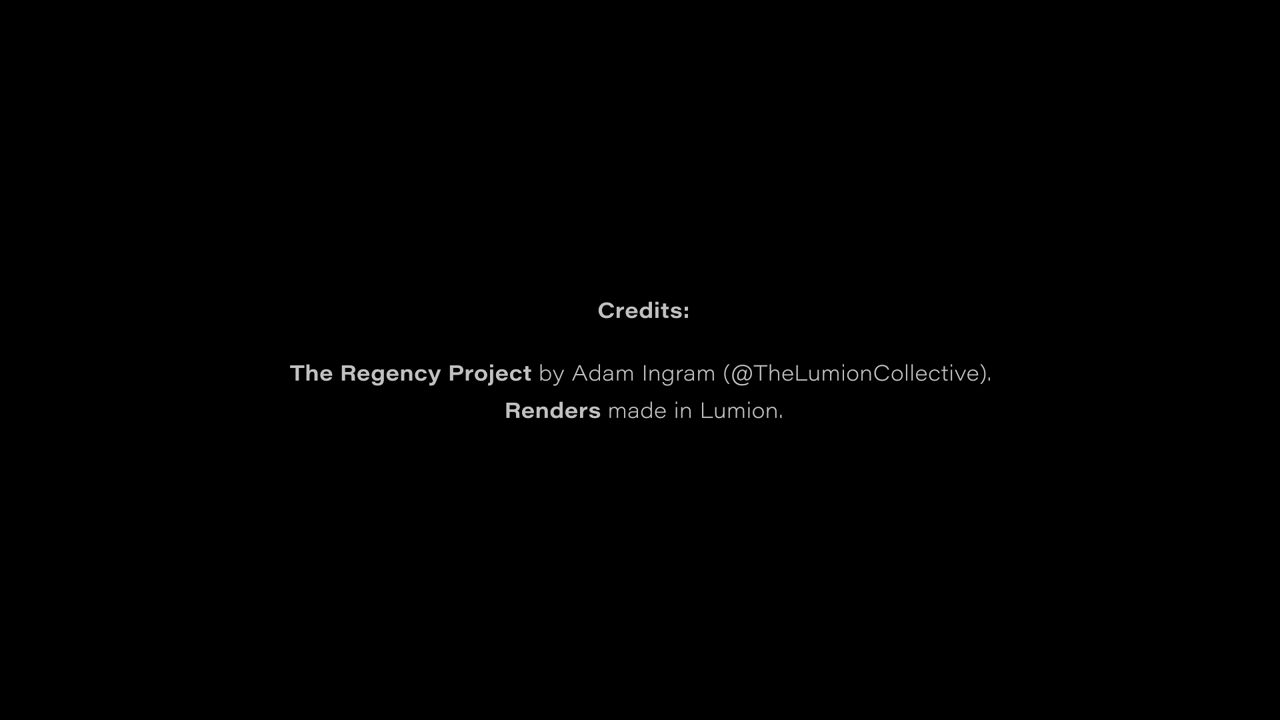 Credits:
The Regency Project by Adam Ingram (@TheLumionCollective).
Renders made in Lumion.